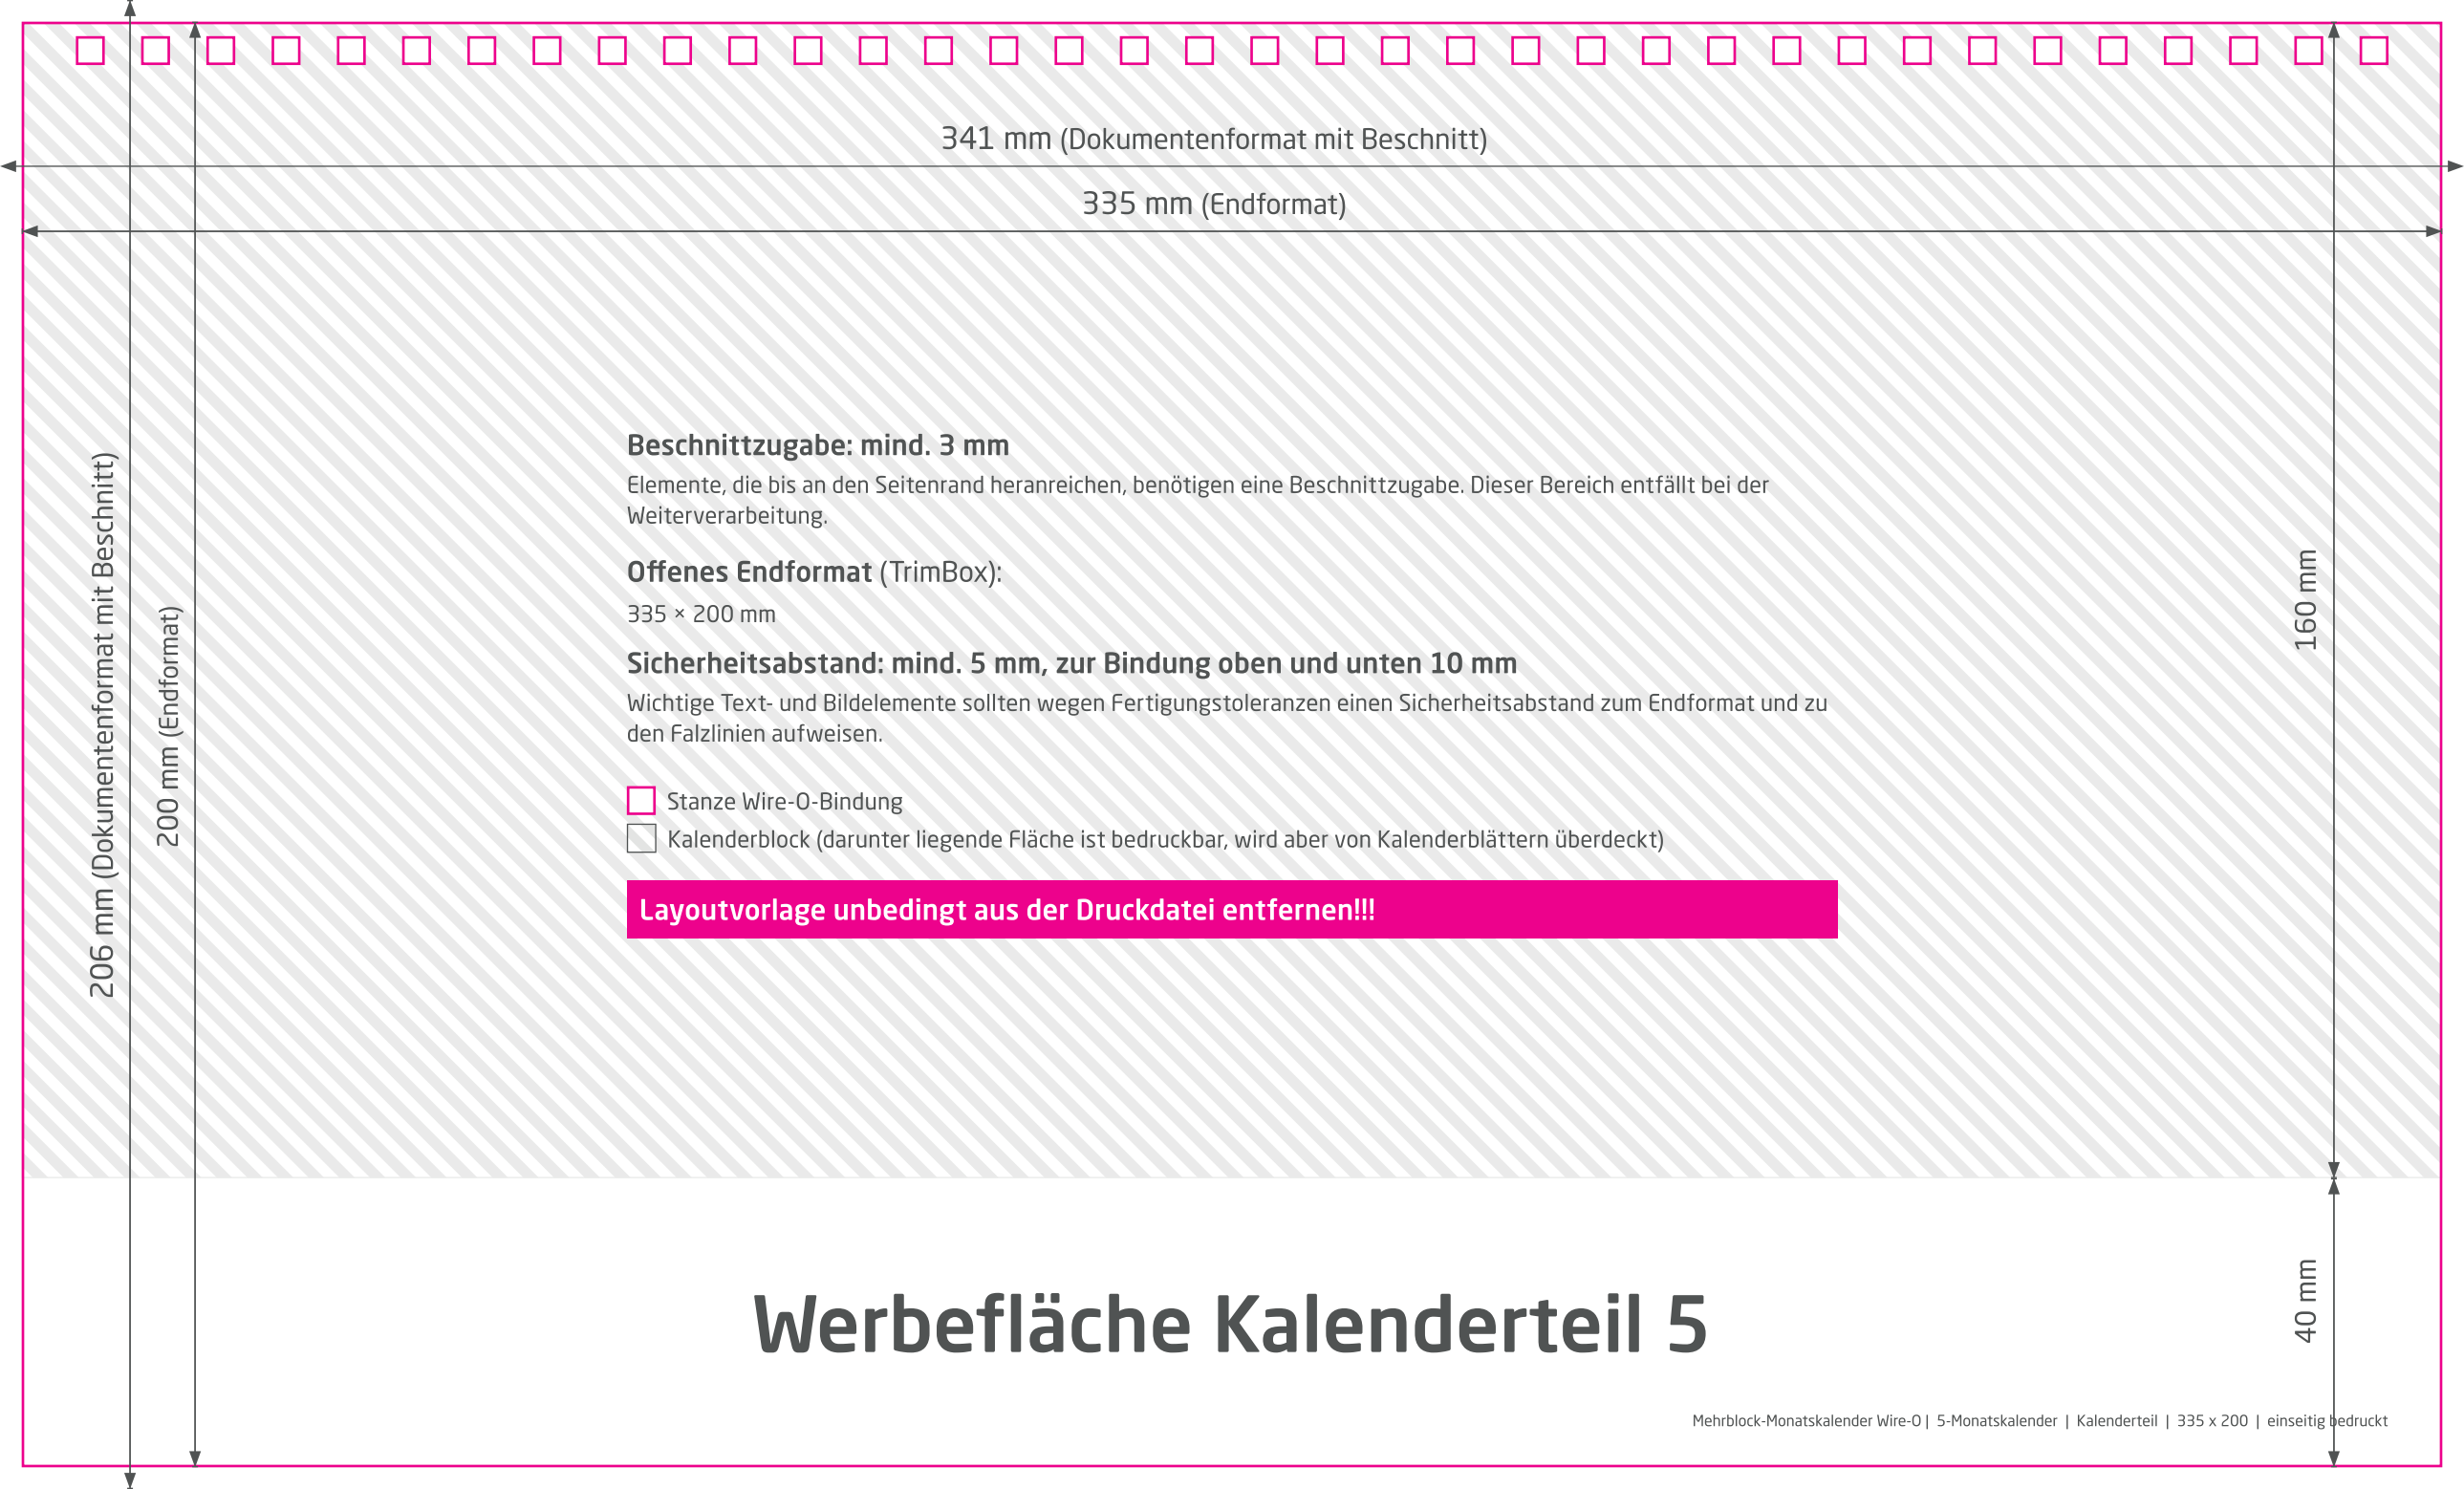 341 mm (Dokumentenformat mit Beschnitt)
335 mm (Endformat)
206 mm (Dokumentenformat mit Beschnitt)
200 mm (Endformat)
Beschnittzugabe: mind. 3 mm
Elemente, die bis an den Seitenrand heranreichen, benötigen eine Beschnittzugabe. Dieser Bereich entfällt bei der
Weiterverarbeitung.
Offenes Endformat (TrimBox):
335 × 200 mm
Sicherheitsabstand: mind. 5 mm, zur Bindung oben und unten 10 mm
Wichtige Text- und Bildelemente sollten wegen Fertigungstoleranzen einen Sicherheitsabstand zum Endformat und zu
den Falzlinien aufweisen.
Stanze Wire-O-Bindung
Kalenderblock (darunter liegende Fläche ist bedruckbar, wird aber von Kalenderblättern überdeckt)
Layoutvorlage unbedingt aus der Druckdatei entfernen!!!
160 mm
40 mm
Werbefläche Kalenderteil 5
Mehrblock-Monatskalender Wire-O | 5-Monatskalender | Kalenderteil | 335 x 200 | einseitig bedruckt